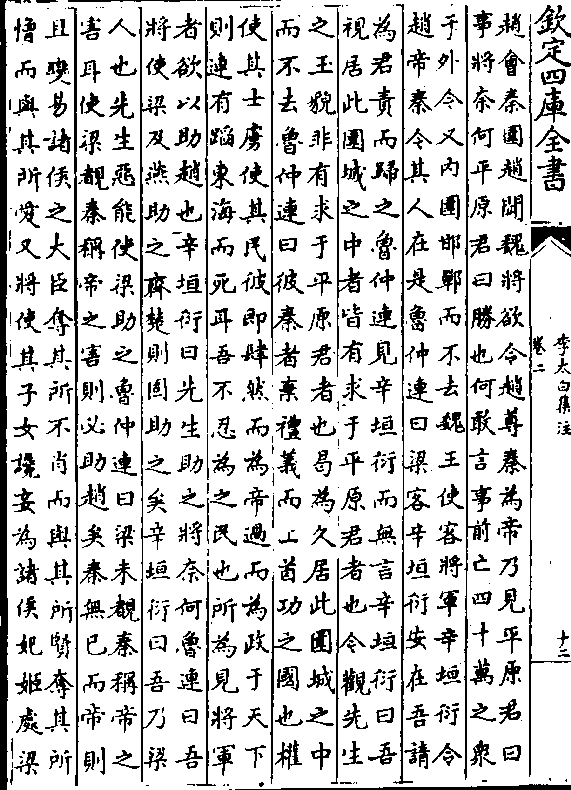 欽定四庫全書
李太白集注
卷二
十二
趙會秦圍趙聞魏將欲令趙尊秦為帝乃見平原君曰
事將奈何平原君曰勝也何敢言事前亡四十萬之衆
于外今又内圍邯鄲而不去魏王使客將軍辛垣衍令
趙帝秦今其人在是魯仲連曰梁客辛垣衍安在吾請
為君責而歸之魯仲連見辛垣衍而無言辛垣衍曰吾
視居此圍城之中者皆有求于平原君者也今觀先生
之玉貌非有求于平原君者也曷為久居此圍城之中
而不去魯仲連曰彼秦者棄禮義而上首功之國也權
使其士虜使其民彼即肆然而為帝過而為政于天下
則連有蹈東海而死耳吾不忍為之民也所為見將軍
者欲以助趙也辛垣衍曰先生助之將奈何魯連曰吾
將使梁及燕助之齊楚則固助之矣辛垣衍曰吾乃梁
人也先生惡能使梁助之魯仲連曰梁未覩秦稱帝之
害耳使梁覩秦稱帝之害則必助趙矣秦無已而帝則
且變易諸侯之大臣奪其所不肖而與其所賢奪其所
憎而與其所愛又將使其子女讒妾為諸侯妃姬處梁